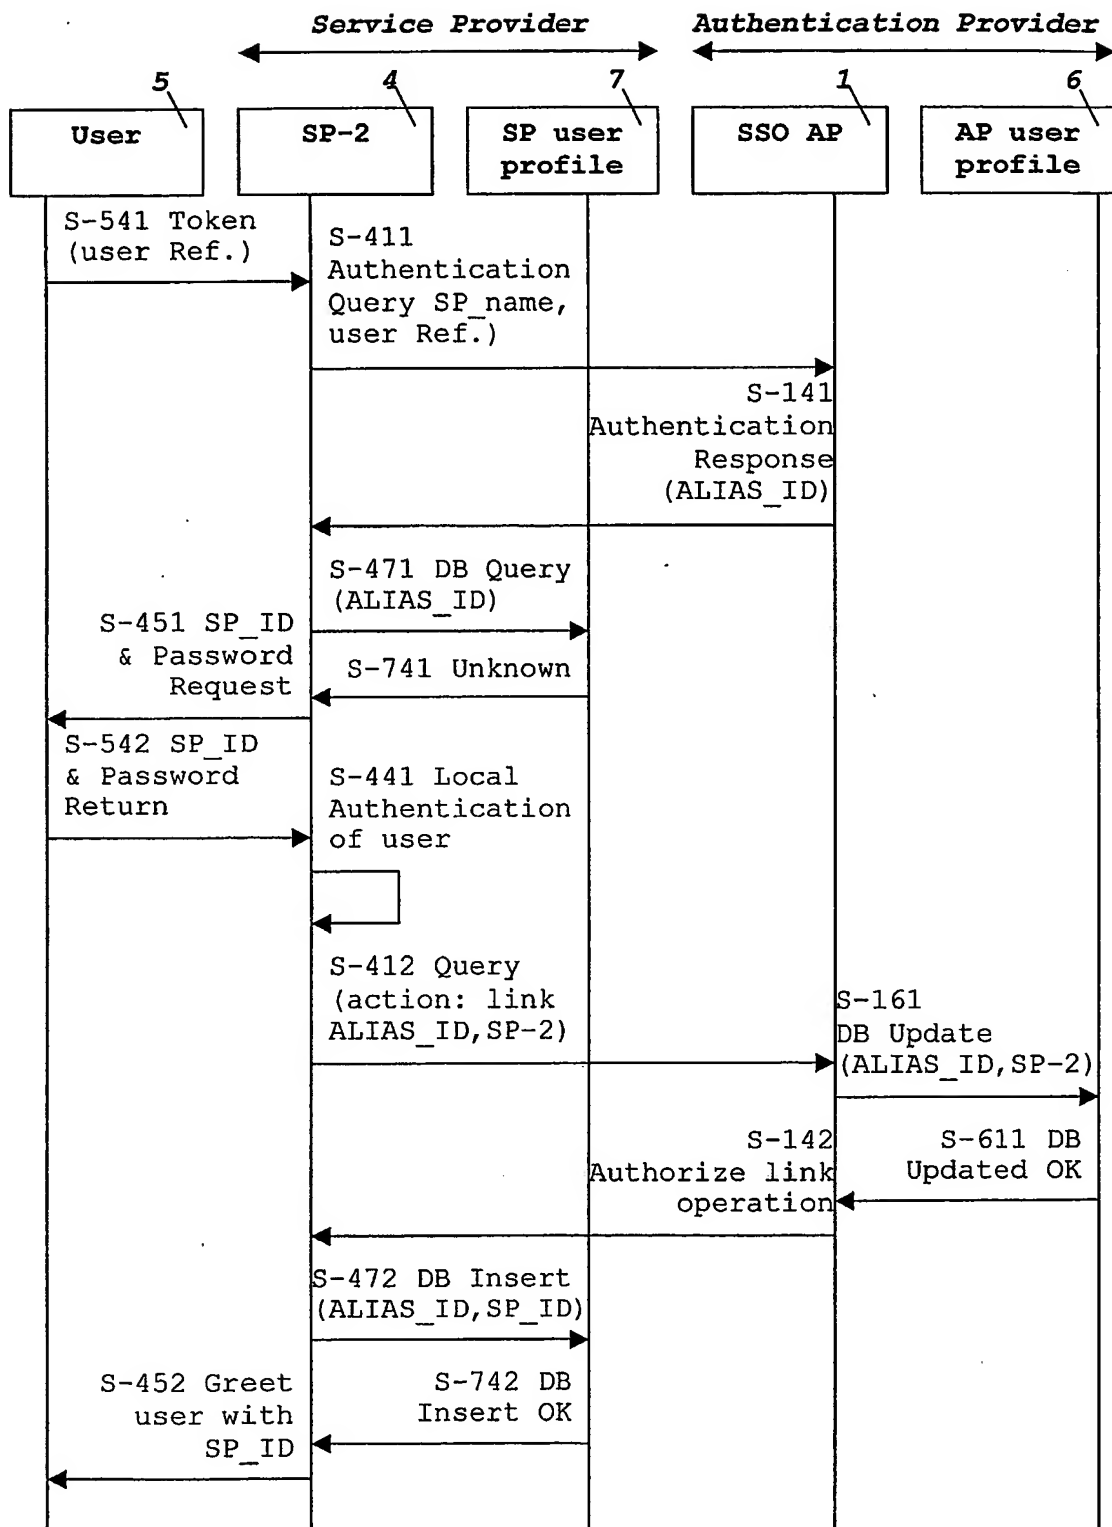 Service Provider
Authentication Provider
5
4
7
1
6
User
SP-2
SP user
profile
SSO AP
AP user
profile
S-541 Token
(user Ref.)
S-411
Authentication
Query SP_name,
user Ref.)
S-141
Authentication
Response
(ALIAS_ID)
S-471 DB Query
(ALIAS_ID)
S-451 SP_ID
& Password
Request
S-741 Unknown
S-542 SP_ID
& Password
Return
S-441 Local
Authentication
of user
S-412 Query
(action: link
ALIAS_ID,SP-2)
S-161
DB Update
(ALIAS_ID,SP-2)
S-142
Authorize link
operation
S-611 DB
Updated OK
S-472 DB Insert
(ALIAS_ID,SP_ID)
S-452 Greet
user with
SP_ID
S-742 DB
Insert OK